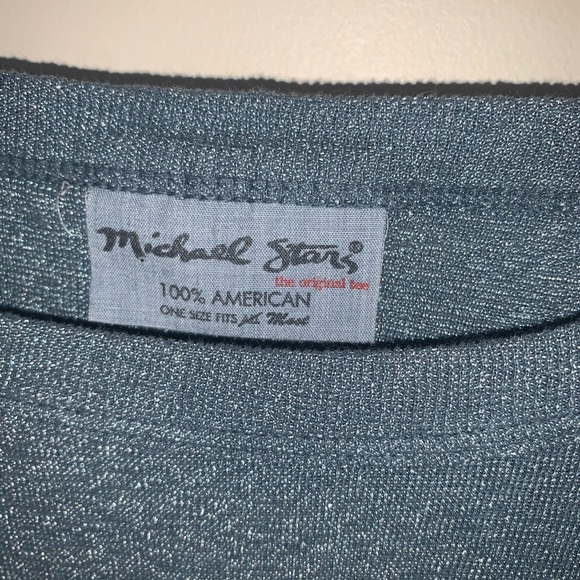 Michael Stars®
the original tee
100% AMERICAN
ONE SIZE FITS Most